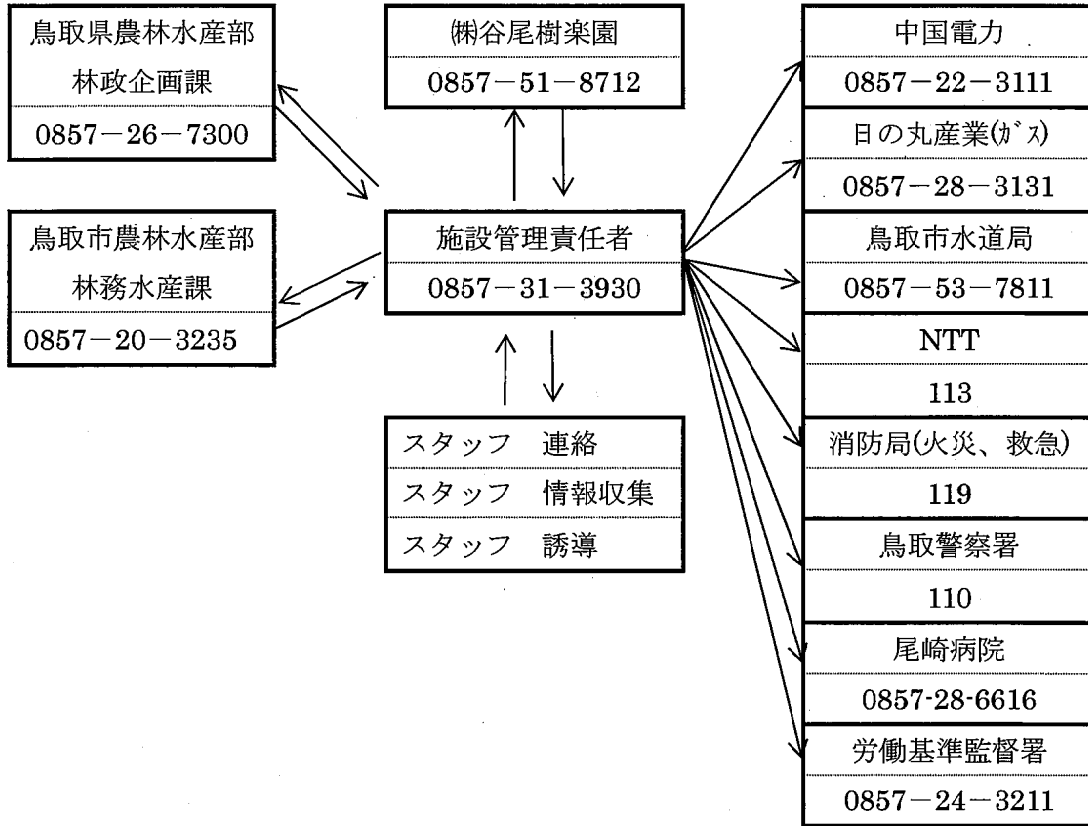 鳥取県農林水産部
林政企画課
0857－26－7300
鳥取市農林水産部
林務水産課
0857－20－3235
㈱谷尾樹楽園
0857－51－8712
施設管理責任者
0857－31－3930
スタッフ　連絡
スタッフ　情報収集
スタッフ　誘導
中国電力
0857－22－3111
日の丸産業(ｶﾞｽ)
0857－28－3131
鳥取市水道局
0857－53－7811
NTT
113
消防局(火災、救急)
119
鳥取警察署
110
尾崎病院
0857-28-6616
労働基準監督署
0857－24－3211